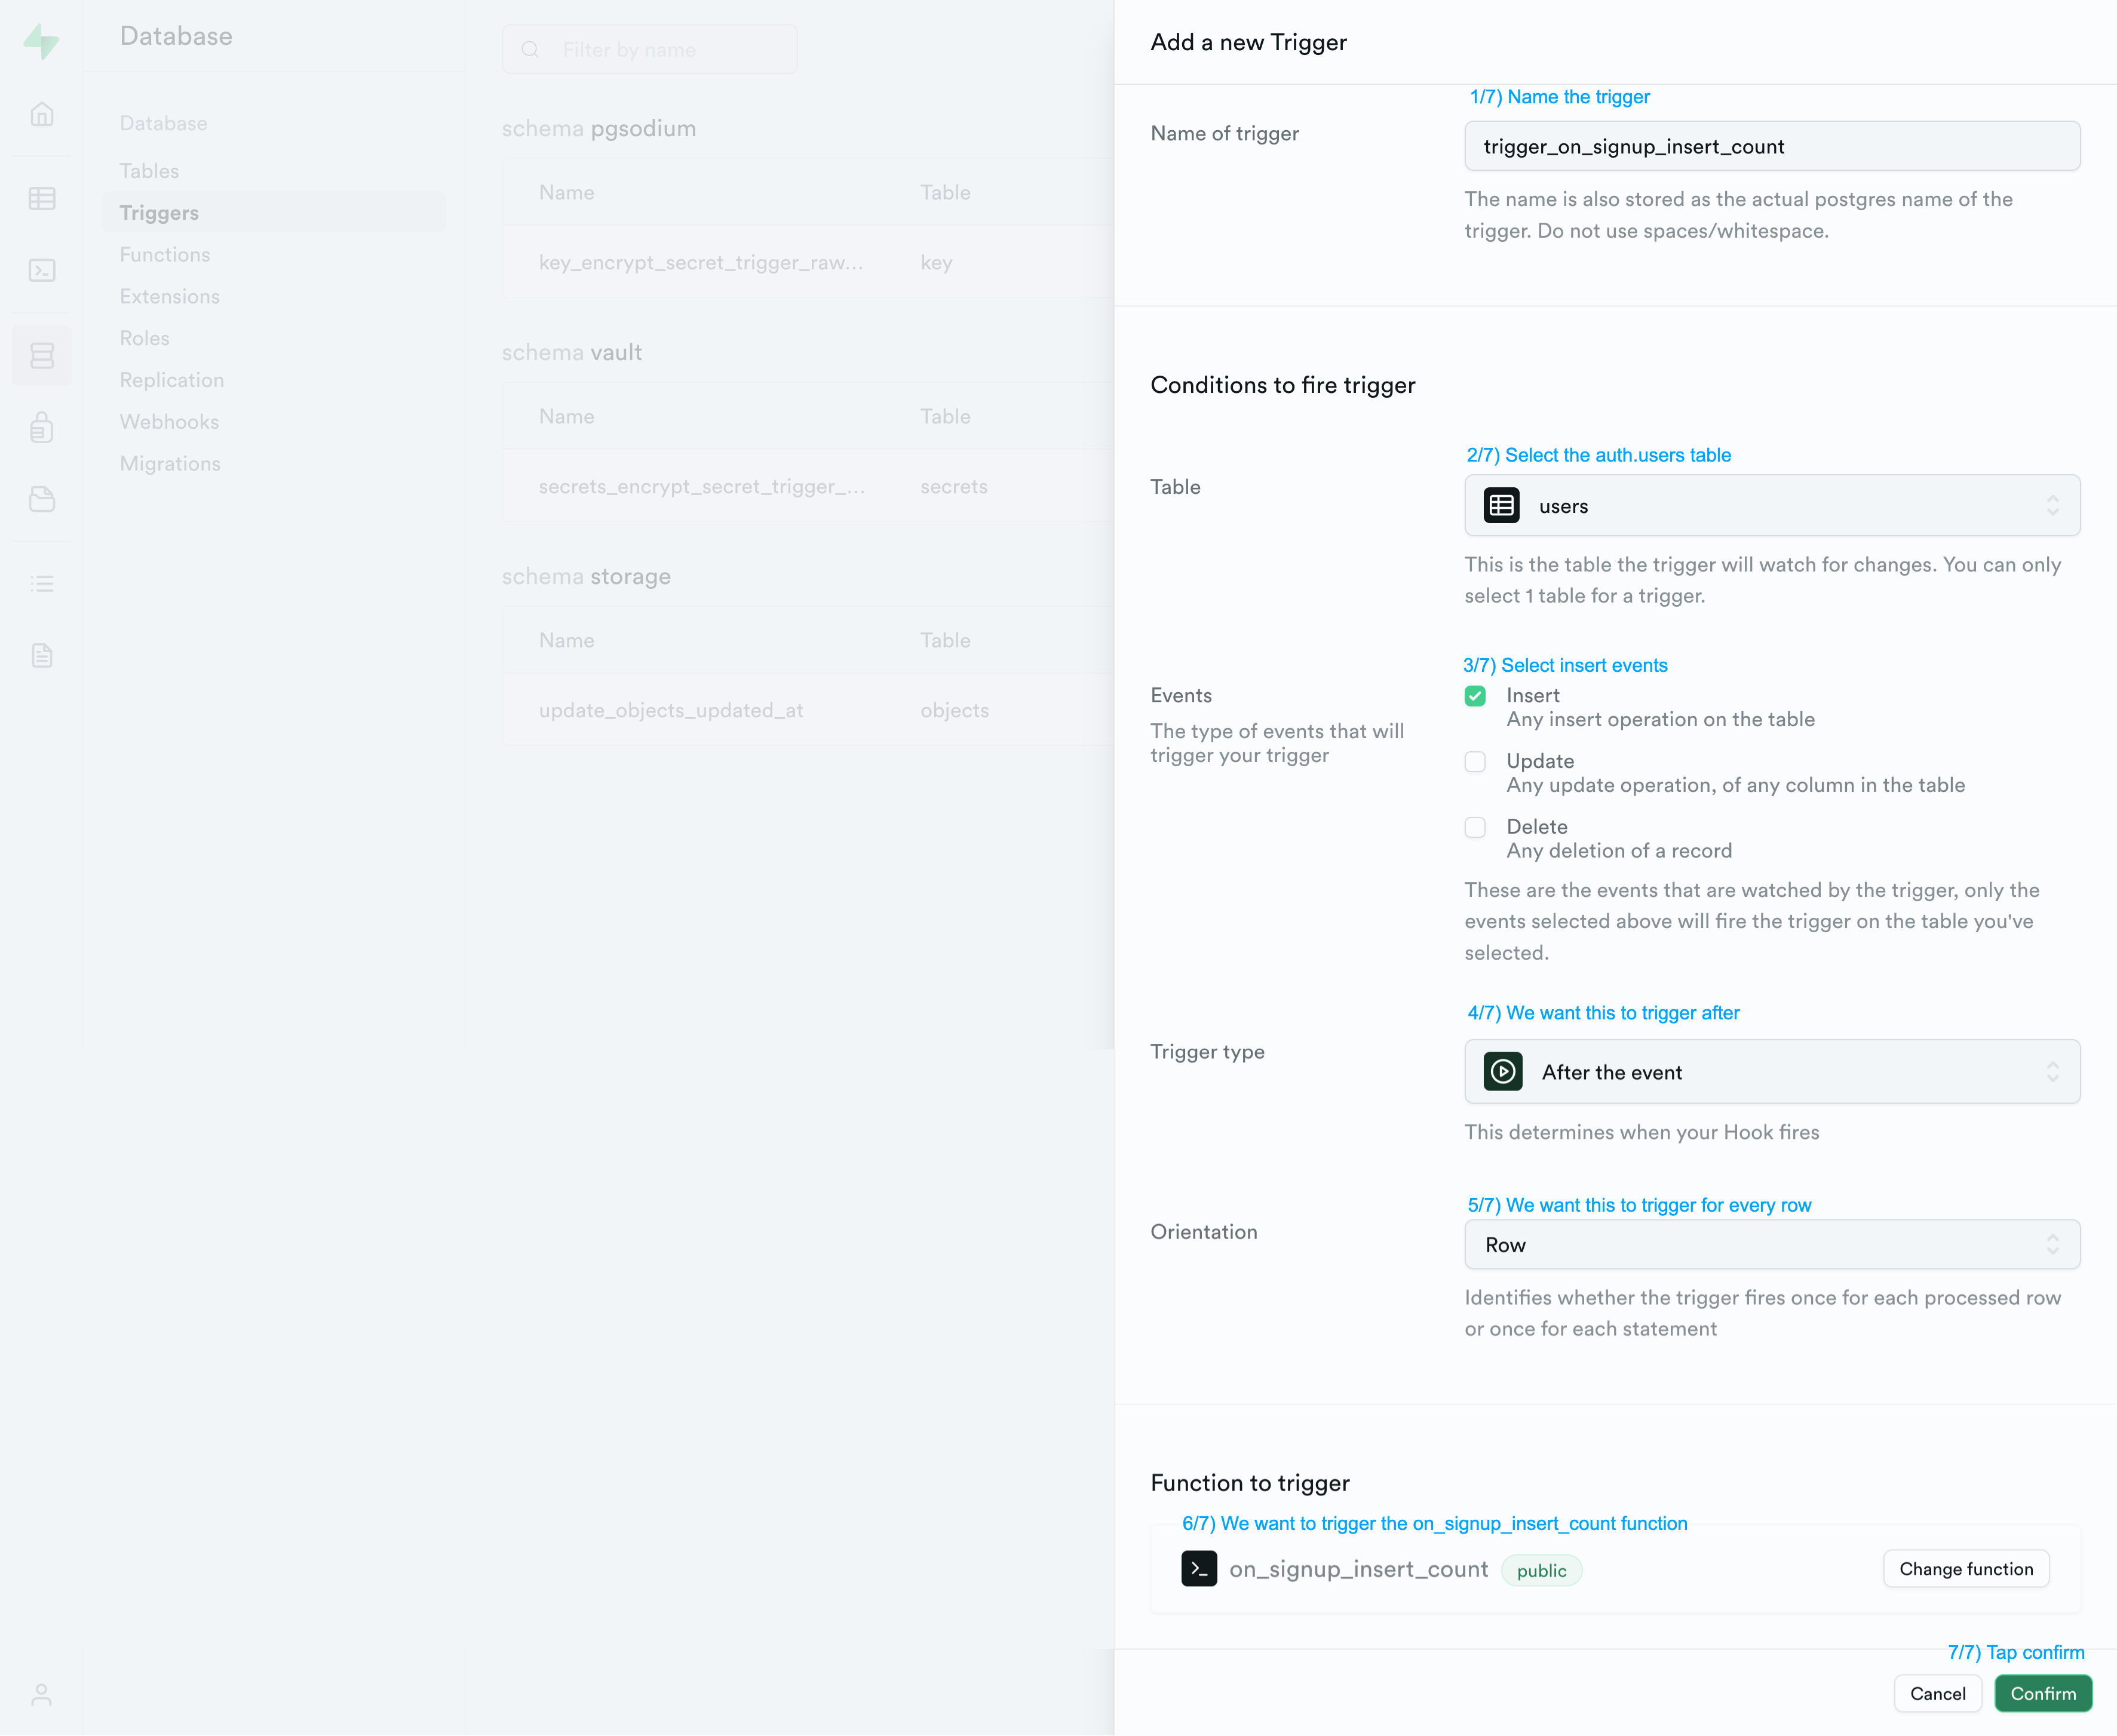 Database
Database
Tables
Triggers
Functions
Extensions
Roles
Replication
Webhooks
Migrations
Filter by name
schema pgsodium
Name Table
key_encrypt_secret_trigger_raw... key
schema vault
Name Table
secrets_encrypt_secret_trigger_... secrets
schema storage
Name Table
update_objects_updated_at objects
Add a new Trigger
1/7) Name the trigger
Name of trigger
trigger_on_signup_insert_count
The name is also stored as the actual postgres name of the
trigger. Do not use spaces/whitespace.
Conditions to fire trigger
2/7) Select the auth.users table
Table
users
This is the table the trigger will watch for changes. You can only
select 1 table for a trigger.
3/7) Select insert events
Events
The type of events that will
trigger your trigger
Insert
Any insert operation on the table
Update
Any update operation, of any column in the table
Delete
Any deletion of a record
These are the events that are watched by the trigger, only the
events selected above will fire the trigger on the table you've
selected.
4/7) We want this to trigger after
Trigger type
After the event
This determines when your Hook fires
5/7) We want this to trigger for every row
Orientation
Row
Identifies whether the trigger fires once for each processed row
or once for each statement
Function to trigger
6/7) We want to trigger the on_signup_insert_count function
on_signup_insert_count public Change function
7/7) Tap confirm
Cancel Confirm